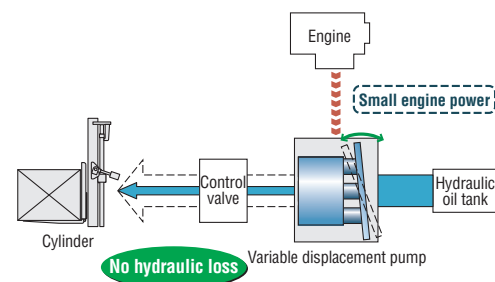 Engine
Small engine power
Control
valve
Hydraulic
oil tank
Cylinder
No hydraulic loss
Variable displacement pump